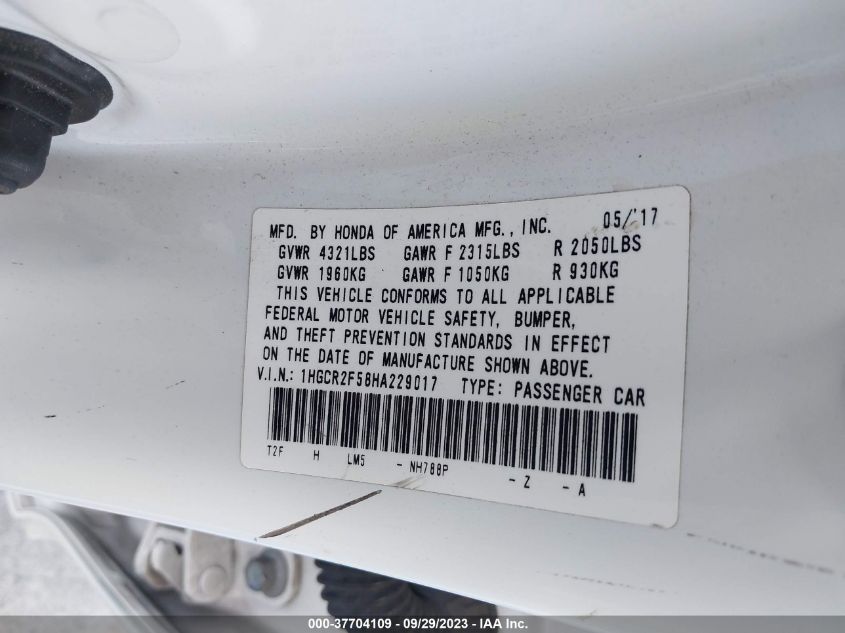 MFD. BY HONDA OF AMERICA MFG., INC. 05/'17
GVWR 4321LBS GAWR F 2315LBS R 2050LBS
GVWR 1960KG GAWR F 1050KG R 930KG
THIS VEHICLE CONFORMS TO ALL APPLICABLE
FEDERAL MOTOR VEHICLE SAFETY, BUMPER,
AND THEFT PREVENTION STANDARDS IN EFFECT
ON THE DATE OF MANUFACTURE SHOWN ABOVE.
V.I.N.: 1HGCR2F58HA229017 TYPE: PASSENGER CAR
T2F H LM5 - NH788P - Z - A
000-37704109 | 09/29/2023 | IAA Inc.